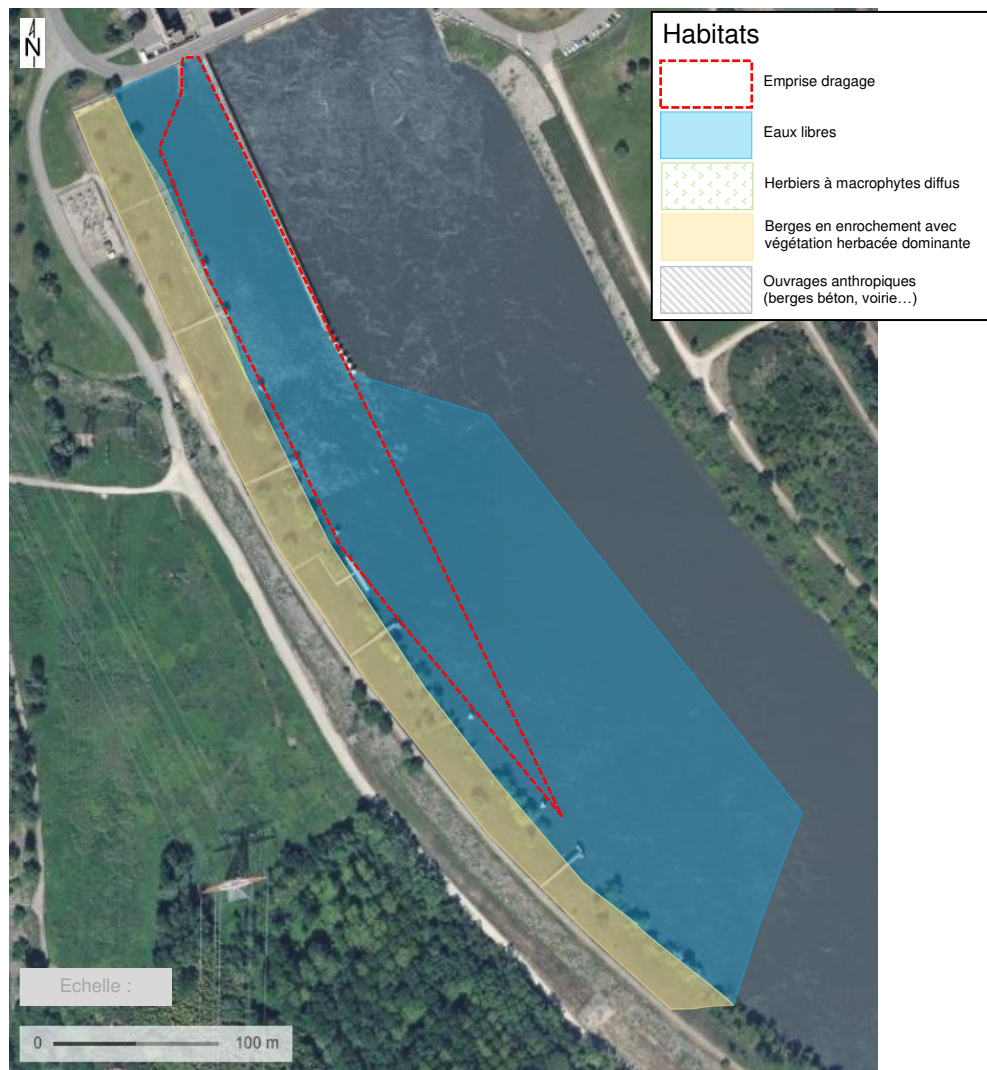 N
Habitats
Emprise dragage
Eaux libres
Herbiers à macrophytes diffus
Berges en enrochement avec
végétation herbacée dominante
Ouvrages anthropiques
(berges béton, voirie…)
Echelle :
0 100 m